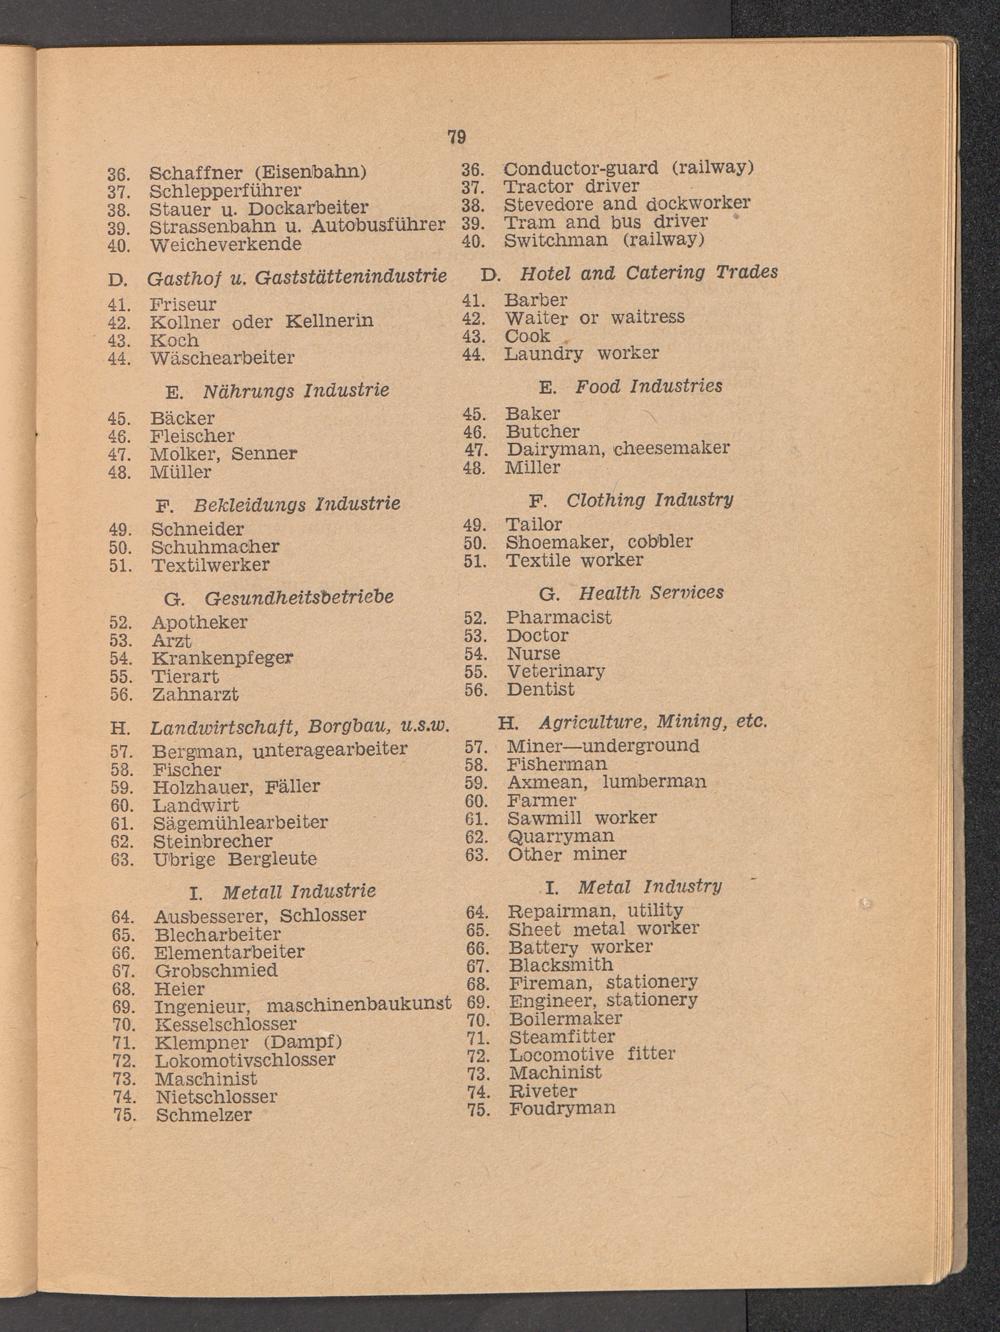 79
36. Schaffner (Eisenbahn)
37. Schlepperführer
38. Stauer u. Dockarbeiter
39. Strassenbahn u. Autobusführer
40. Weicheverkende
D. Gasthof u. Gaststättenindustrie
41. Friseur
42. Kollner oder Kellnerin
43. Koch
44. Wäschearbeiter
E. Nährungs Industrie
45. Bäcker
46. Fleischer
47. Molker, Senner
48. Müller
F. Bekleidungs Industrie
49. Schneider
50. Schuhmacher
51. Textilwerker
G. Gesundheitsbetriebe
52. Apotheker
53. Arzt
54. Krankenpfeger
55. Tierart
56. Zahnarzt
H. Landwirtschaft, Borgbau, u.s.w.
57. Bergman, unteragearbeiter
58. Fischer
59. Holzhauer, Fäller
60. Landwirt
61. Sägemühlearbeiter
62. Steinbrecher
63. Ubrige Bergleute
I. Metall Industrie
64. Ausbesserer, Schlosser
65. Blecharbeiter
66. Elementarbeiter
67. Grobschmied
68. Heier
69. Ingenieur, maschinenbaukunst
70. Kesselschlosser
71. Klempner (Dampf)
72. Lokomotivschlosser
73. Maschinist
74. Nietschlosser
75. Schmelzer
36. Conductor-guard (railway)
37. Tractor driver
38. Stevedore and dockworker
39. Tram and bus driver
40. Switchman (railway)
D. Hotel and Catering Trades
41. Barber
42. Waiter or waitress
43. Cook
44. Laundry worker
E. Food Industries
45. Baker
46. Butcher
47. Dairyman, cheesemaker
48. Miller
F. Clothing Industry
49. Tailor
50. Shoemaker, cobbler
51. Textile worker
G. Health Services
52. Pharmacist
53. Doctor
54. Nurse
55. Veterinary
56. Dentist
H. Agriculture, Mining, etc.
57. Miner—underground
58. Fisherman
59. Axmean, lumberman
60. Farmer
61. Sawmill worker
62. Quarryman
63. Other miner
I. Metal Industry
64. Repairman, utility
65. Sheet metal worker
66. Battery worker
67. Blacksmith
68. Fireman, stationery
69. Engineer, stationery
70. Boilermaker
71. Steamfitter
72. Locomotive fitter
73. Machinist
74. Riveter
75. Foudryman